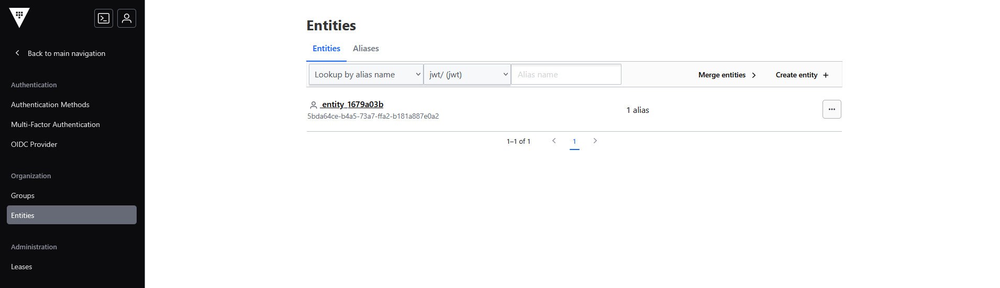 Back to main navigation
Authentication
Authentication Methods
Multi-Factor Authentication
OIDC Provider
Organization
Groups
Entities
Administration
Leases
Entities
Entities Aliases
Lookup by alias name jwt/ (jwt) Alias name Merge entities Create entity
entity_1679a03b
5bda64ce-b4a5-73a7-ffa2-b181a887e0a2
1 alias
1–1 of 1 1